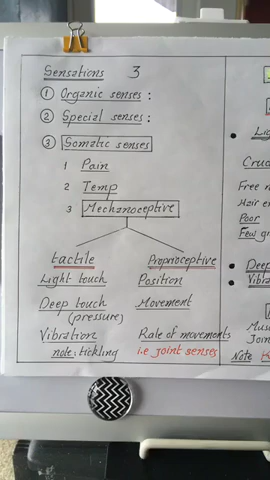 Sensations 3
① Organic senses :
② Special senses :
③ Somatic senses
1 Pain
2 Temp
3 Mechanoceptive
tactile
Light touch
Deep touch
(pressure)
Vibration
note: tickling
Proprioceptive
Position
Movement
Rate of movements
i.e joint senses
Free
Poor
Deep
Note